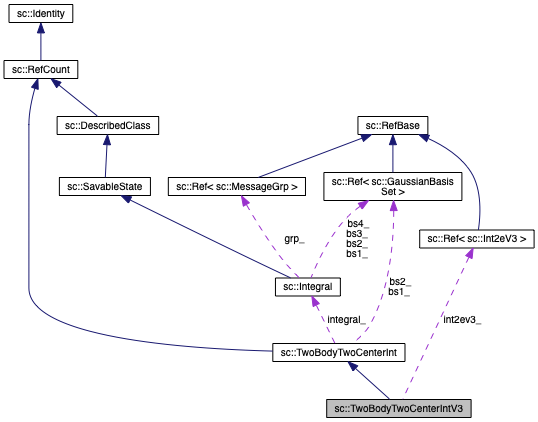 sc::Identity
sc::RefCount
sc::DescribedClass
sc::RefBase
sc::SavableState
sc::Ref< sc::MessageGrp >
sc::Ref< sc::GaussianBasis
Set >
sc::Ref< sc::Int2eV3 >
grp_
bs4_
bs3_
bs2_
bs1_
sc::Integral
bs2_
bs1_
integral_
int2ev3_
sc::TwoBodyTwoCenterInt
sc::TwoBodyTwoCenterIntV3